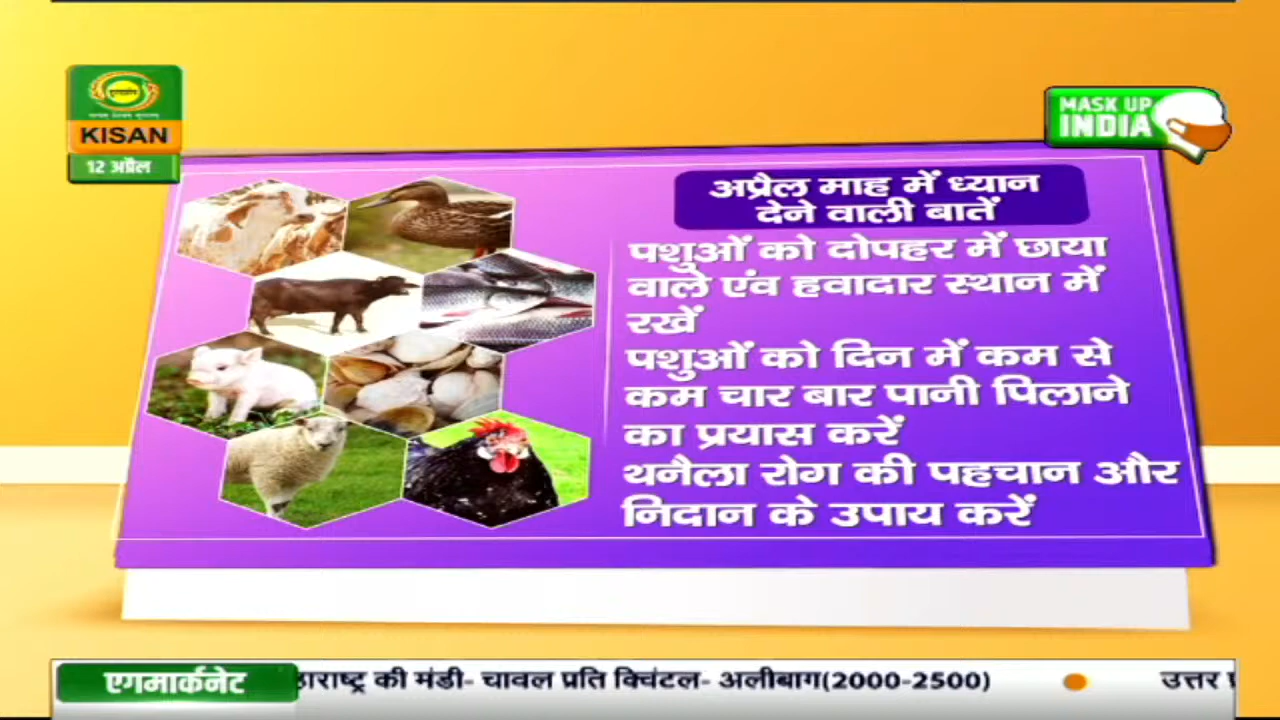 KISAN
12 अप्रैल
MASK UP
INDIA
अप्रैल माह में ध्यान
देने वाली बातें
पशुओं को दोपहर में छाया
वाले एंव हवादार स्थान में
रखें
पशुओं को दिन में कम से
कम चार बार पानी पिलाने
का प्रयास करें
थनैला रोग की पहचान और
निदान के उपाय करें
एगमार्कनेट
हाराष्ट्र की मंडी- चावल प्रति क्विंटल- अलीबाग(2000-2500)
उत्तर